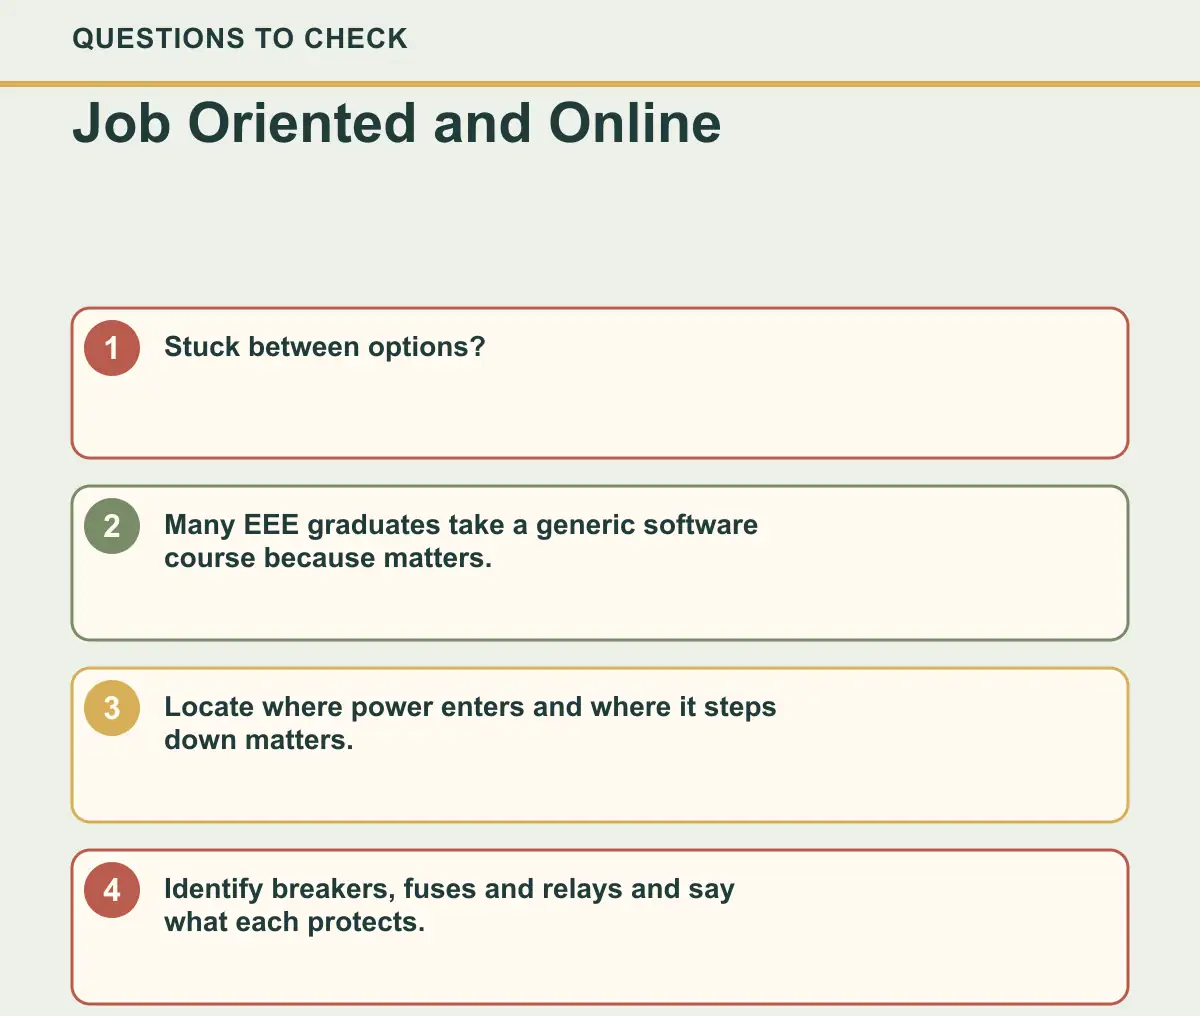 QUESTIONS TO CHECK
Job Oriented and Online
1
Stuck between options?
2
Many EEE graduates take a generic software
course because matters.
3
Locate where power enters and where it steps
down matters.
4
Identify breakers, fuses and relays and say
what each protects.